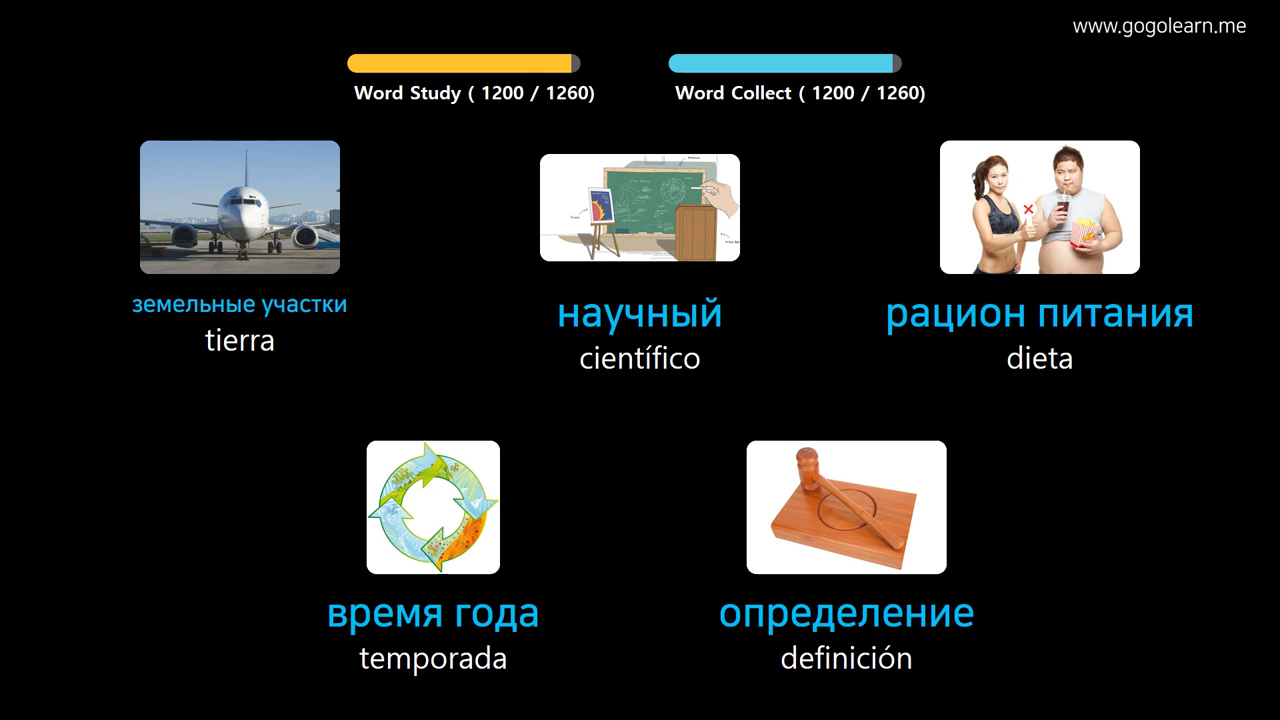 www.gogolearn.me
Word Study ( 1200 / 1260)
Word Collect ( 1200 / 1260)
земельные участки
tierra
научный
científico
рацион питания
dieta
время года
temporada
определение
definición